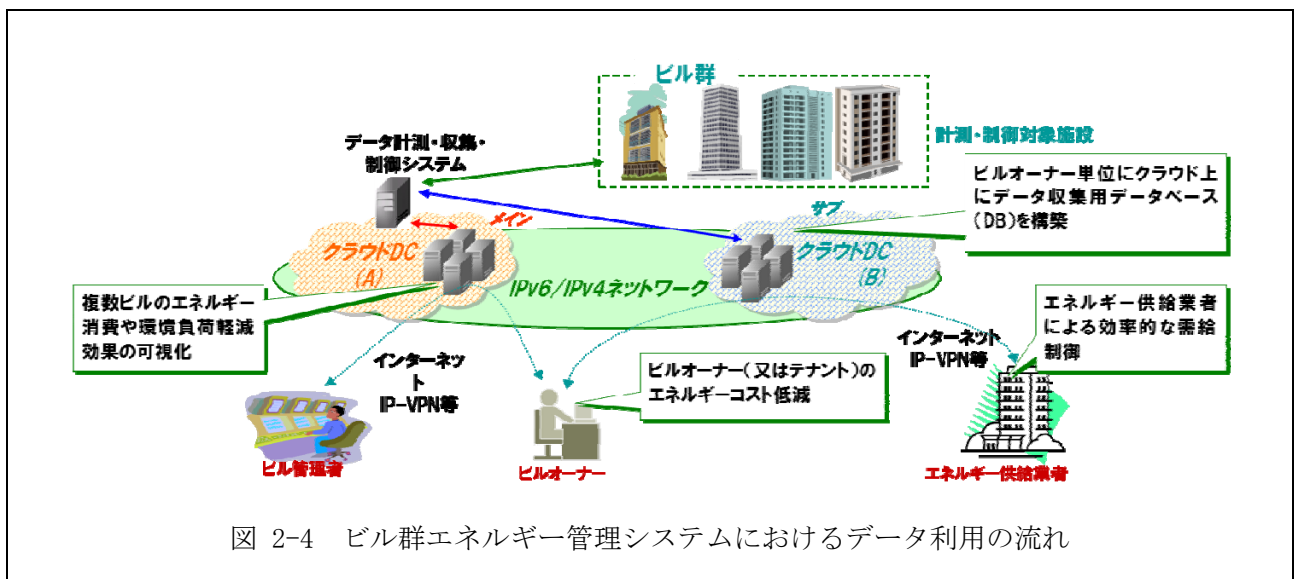 ビル群
データ計測・収集・
制御システム
計測・制御対象施設
ビルオーナー単位にクラウド上
にデータ収集用データベース
(DB)を構築
メイン
サブ
クラウドDC
(A)
クラウドDC
(B)
IPv6/IPv4ネットワーク
複数ビルのエネルギー
消費や環境負荷軽減
効果の可視化
エネルギー供給業者
による効率的な需給
制御
インターネッ
ト
IP-VPN等
インターネット
IP-VPN等
ビルオーナー(又はテナント)の
エネルギーコスト低減
ビル管理者
ビルオーナー
エネルギー供給業者
図 2-4 ビル群エネルギー管理システムにおけるデータ利用の流れ